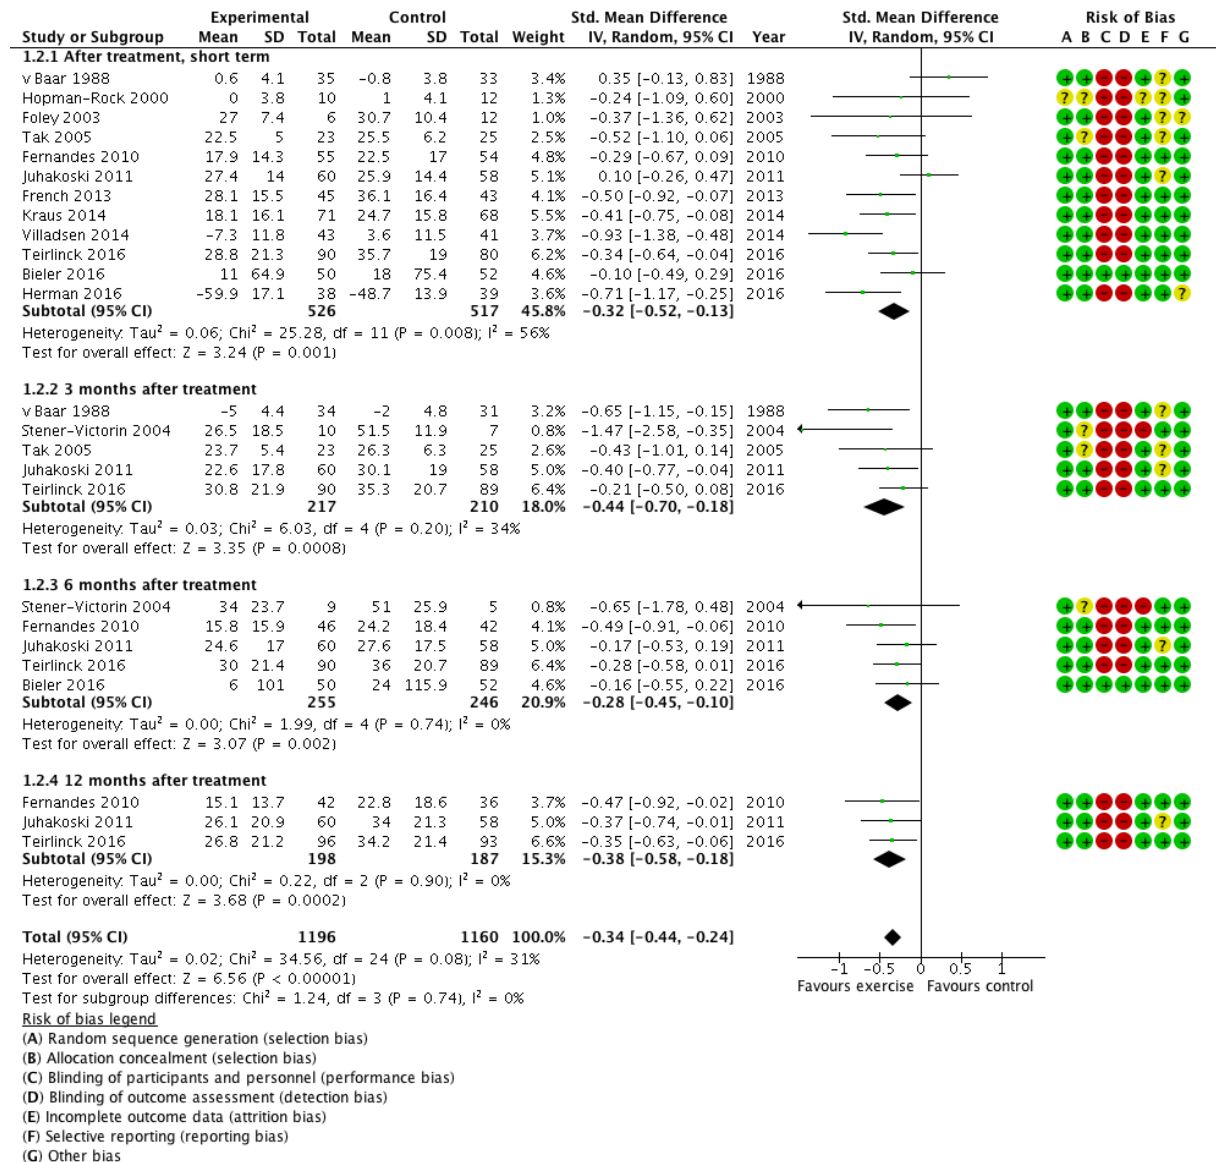 Experimental Control Std. Mean Difference Std. Mean Difference Risk of Bias
Study or Subgroup Mean SD Total Mean SD Total Weight IV, Random, 95% CI Year IV, Random, 95% CI A B C D E F G
1.2.1 After treatment, short term
v Baar 1988 0.6 4.1 35 −0.8 3.8 33 3.4% 0.35 [−0.13, 0.83] 1988 + + − − + ? +
Hopman−Rock 2000 0 3.8 10 1 4.1 12 1.3% −0.24 [−1.09, 0.60] 2000 ? ? − − ? ? +
Foley 2003 27 7.4 6 30.7 10.4 12 1.0% −0.37 [−1.36, 0.62] 2003 + + − − + ? ?
Tak 2005 22.5 5 23 25.5 6.2 25 2.5% −0.52 [−1.10, 0.06] 2005 + ? − − + ? +
Fernandes 2010 17.9 14.3 55 22.5 17 54 4.8% −0.29 [−0.67, 0.09] 2010 + + − − + + +
Juhakoski 2011 27.4 14 60 25.9 14.4 58 5.0% 0.10 [−0.26, 0.47] 2011 + + − − + ? +
French 2013 28.1 15.5 45 36.1 16.4 43 4.1% −0.50 [−0.92, −0.07] 2013 + + − − + + +
Kraus 2014 18.1 16.1 71 24.7 15.8 68 5.5% −0.41 [−0.75, −0.08] 2014 + + − − + + +
Villadsen 2014 −7.3 11.8 43 3.6 11.5 41 3.7% −0.93 [−1.38, −0.48] 2014 + + − − + + +
Teirlinck 2016 28.8 21.3 90 35.7 19 80 6.2% −0.34 [−0.64, −0.04] 2016 + + − − + + +
Bieler 2016 11 64.9 50 18 75.4 52 4.6% −0.10 [−0.49, 0.29] 2016 + + + + + + +
Herman 2016 −59.9 17.1 38 −48.7 13.9 39 3.6% −0.71 [−1.17, −0.25] 2016 + + − − + + ?
Subtotal (95% CI) 526 517 45.8% −0.32 [−0.52, −0.13]
Heterogeneity: Tau² = 0.06; Chi² = 25.28, df = 11 (P = 0.008); I² = 56%
Test for overall effect: Z = 3.24 (P = 0.001)
1.2.2 3 months after treatment
v Baar 1988 −5 4.4 34 −2 4.8 31 3.2% −0.65 [−1.15, −0.15] 1988 + + − − + ? +
Stener−Victorin 2004 26.5 18.5 10 51.5 11.9 7 0.8% −1.47 [−2.58, −0.35] 2004 + ? − − − + +
Tak 2005 23.7 5.4 23 26.3 6.3 25 2.6% −0.43 [−1.01, 0.14] 2005 + ? − − + ? +
Juhakoski 2011 22.6 17.8 60 30.1 19 58 5.0% −0.40 [−0.77, −0.04] 2011 + + − − + ? +
Teirlinck 2016 30.8 21.9 90 35.3 20.7 89 6.4% −0.21 [−0.50, 0.08] 2016 + + − − + + +
Subtotal (95% CI) 217 210 18.0% −0.44 [−0.70, −0.18]
Heterogeneity: Tau² = 0.03; Chi² = 6.03, df = 4 (P = 0.20); I² = 34%
Test for overall effect: Z = 3.35 (P = 0.0008)
1.2.3 6 months after treatment
Stener−Victorin 2004 34 23.7 9 51 25.9 5 0.8% −0.65 [−1.78, 0.48] 2004 + ? − − − + +
Fernandes 2010 15.8 15.9 46 24.2 18.4 42 4.1% −0.49 [−0.91, −0.06] 2010 + + − − + + +
Juhakoski 2011 24.6 17 60 27.6 17.5 58 5.0% −0.17 [−0.53, 0.19] 2011 + + − − + ? +
Teirlinck 2016 30 21.4 90 36 20.7 89 6.4% −0.28 [−0.58, 0.01] 2016 + + − − + + +
Bieler 2016 6 101 50 24 115.9 52 4.6% −0.16 [−0.55, 0.22] 2016 + + + + + + +
Subtotal (95% CI) 255 246 20.9% −0.28 [−0.45, −0.10]
Heterogeneity: Tau² = 0.00; Chi² = 1.99, df = 4 (P = 0.74); I² = 0%
Test for overall effect: Z = 3.07 (P = 0.002)
1.2.4 12 months after treatment
Fernandes 2010 15.1 13.7 42 22.8 18.6 36 3.7% −0.47 [−0.92, −0.02] 2010 + + − − + + +
Juhakoski 2011 26.1 20.9 60 34 21.3 58 5.0% −0.37 [−0.74, −0.01] 2011 + + − − + ? +
Teirlinck 2016 26.8 21.2 96 34.2 21.4 93 6.6% −0.35 [−0.63, −0.06] 2016 + + − − + + +
Subtotal (95% CI) 198 187 15.3% −0.38 [−0.58, −0.18]
Heterogeneity: Tau² = 0.00; Chi² = 0.22, df = 2 (P = 0.90); I² = 0%
Test for overall effect: Z = 3.68 (P = 0.0002)
Total (95% CI) 1196 1160 100.0% −0.34 [−0.44, −0.24]
Heterogeneity: Tau² = 0.02; Chi² = 34.56, df = 24 (P = 0.08); I² = 31%
Test for overall effect: Z = 6.56 (P < 0.00001)
Test for subgroup differences: Chi² = 1.24, df = 3 (P = 0.74), I² = 0%
−1 −0.5 0 0.5 1
Favours exercise Favours control
Risk of bias legend
(A) Random sequence generation (selection bias)
(B) Allocation concealment (selection bias)
(C) Blinding of participants and personnel (performance bias)
(D) Blinding of outcome assessment (detection bias)
(E) Incomplete outcome data (attrition bias)
(F) Selective reporting (reporting bias)
(G) Other bias